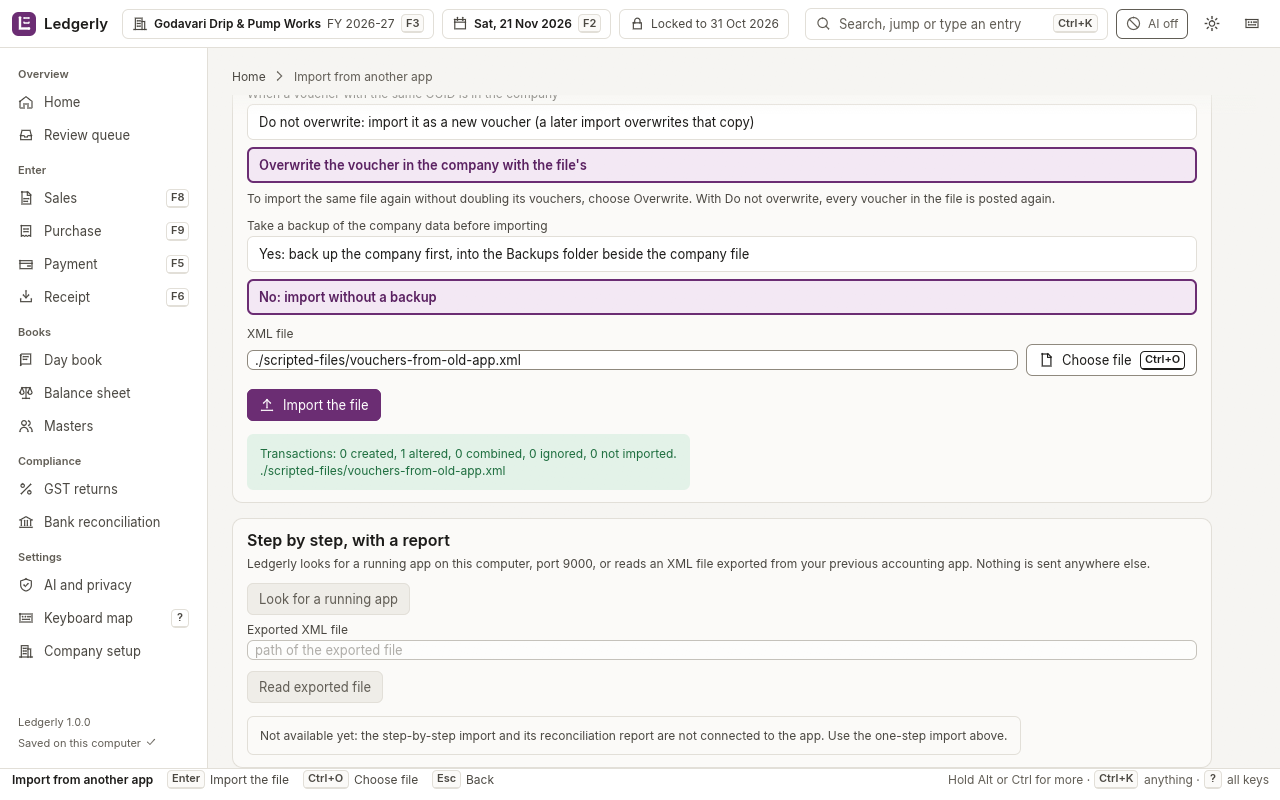 Ledgerly
Godavari Drip & Pump Works FY 2026-27 F3
Sat, 21 Nov 2026 F2
Locked to 31 Oct 2026
Search, jump or type an entry Ctrl+K
AI off
Overview
Home
Review queue
Enter
Sales F8
Purchase F9
Payment F5
Receipt F6
Books
Day book
Balance sheet
Masters
Compliance
GST returns
Bank reconciliation
Settings
AI and privacy
Keyboard map ?
Company setup
Ledgerly 1.0.0
Saved on this computer
Home > Import from another app
When a voucher with the same GUID is in the company
Do not overwrite: import it as a new voucher (a later import overwrites that copy)
Overwrite the voucher in the company with the file's
To import the same file again without doubling its vouchers, choose Overwrite. With Do not overwrite, every voucher in the file is posted again.
Take a backup of the company data before importing
Yes: back up the company first, into the Backups folder beside the company file
No: import without a backup
XML file
./scripted-files/vouchers-from-old-app.xml
Choose file Ctrl+O
Import the file
Transactions: 0 created, 1 altered, 0 combined, 0 ignored, 0 not imported.
./scripted-files/vouchers-from-old-app.xml
Step by step, with a report
Ledgerly looks for a running app on this computer, port 9000, or reads an XML file exported from your previous accounting app. Nothing is sent anywhere else.
Look for a running app
Exported XML file
path of the exported file
Read exported file
Not available yet: the step-by-step import and its reconciliation report are not connected to the app. Use the one-step import above.
Import from another app Enter Import the file Ctrl+O Choose file Esc Back
Hold Alt or Ctrl for more · Ctrl+K anything · ? all keys